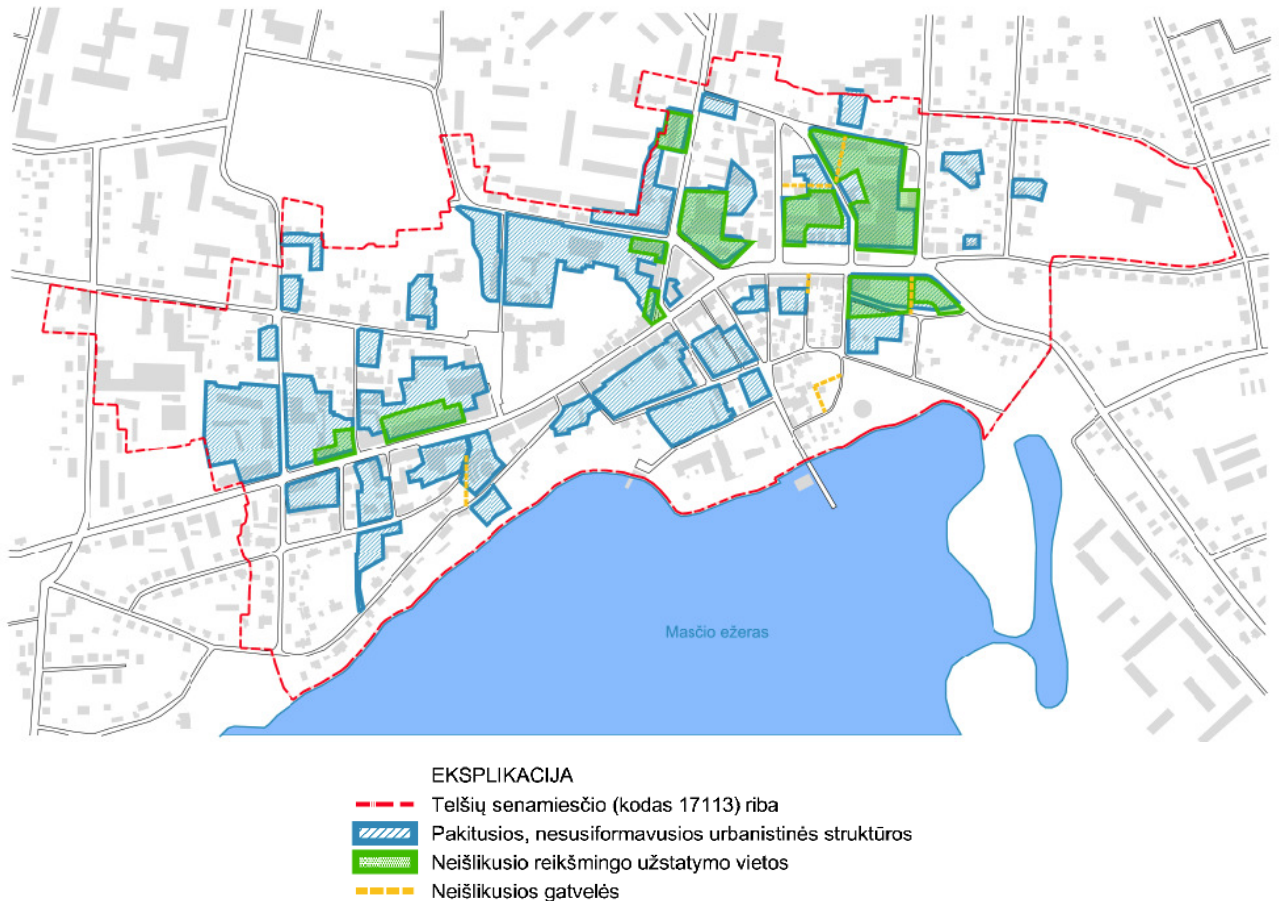 Masčio ežeras
EKSPLIKACIJA
Telšių senamiesčio (kodas 17113) riba
Pakitusios, nesusiformavusios urbanistinės struktūros
Neišlikusio reikšmingo užstatymo vietos
Neišlikusios gatvelės